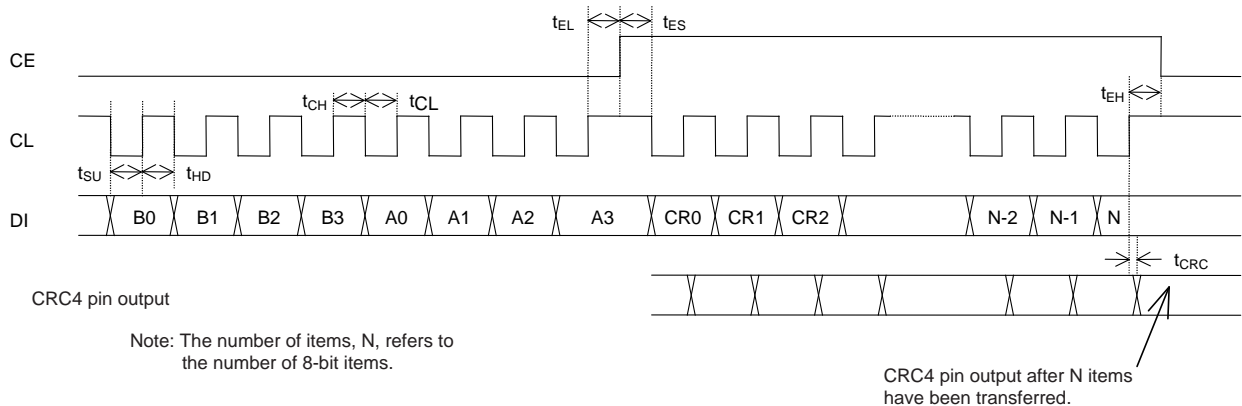 tEL tES
CE
tCH tCL tEH
CL
tSU tHD
DI B0 B1 B2 B3 A0 A1 A2 A3 CR0 CR1 CR2 N-2 N-1 N
tCRC
CRC4 pin output
Note: The number of items, N, refers to
the number of 8-bit items.
CRC4 pin output after N items
have been transferred.